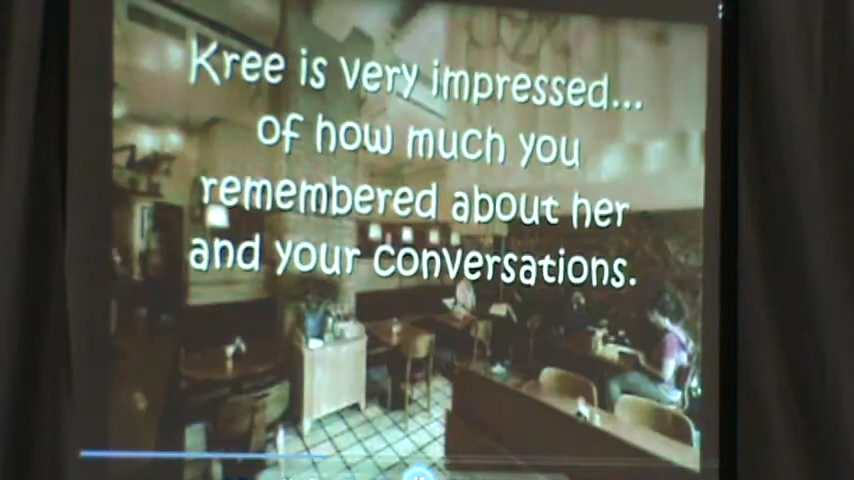 Kree is very impressed...
of how much you
remembered about her
and your conversations.